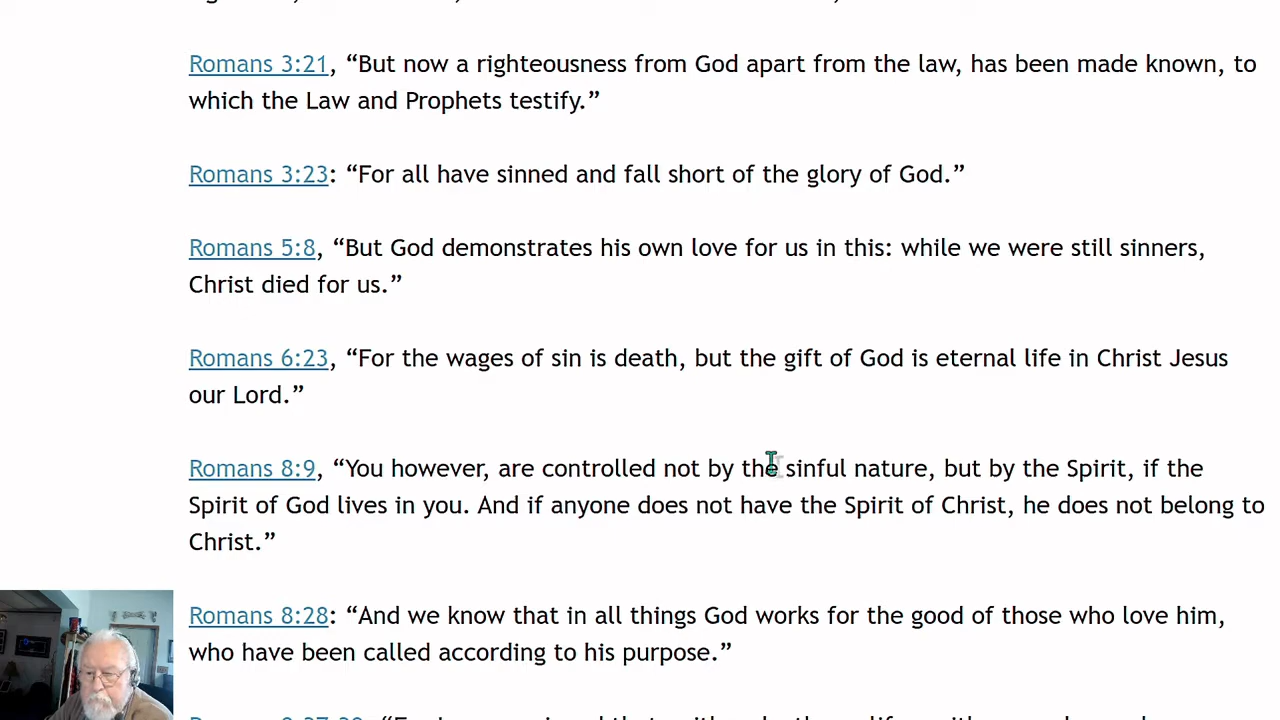 Romans 3:21, “But now a righteousness from God apart from the law, has been made known, to
which the Law and Prophets testify.”
Romans 3:23: “For all have sinned and fall short of the glory of God.”
Romans 5:8, “But God demonstrates his own love for us in this: while we were still sinners,
Christ died for us.”
Romans 6:23, “For the wages of sin is death, but the gift of God is eternal life in Christ Jesus
our Lord.”
Romans 8:9, “You however, are controlled not by the sinful nature, but by the Spirit, if the
Spirit of God lives in you. And if anyone does not have the Spirit of Christ, he does not belong to
Christ.”
Romans 8:28: “And we know that in all things God works for the good of those who love him,
who have been called according to his purpose.”